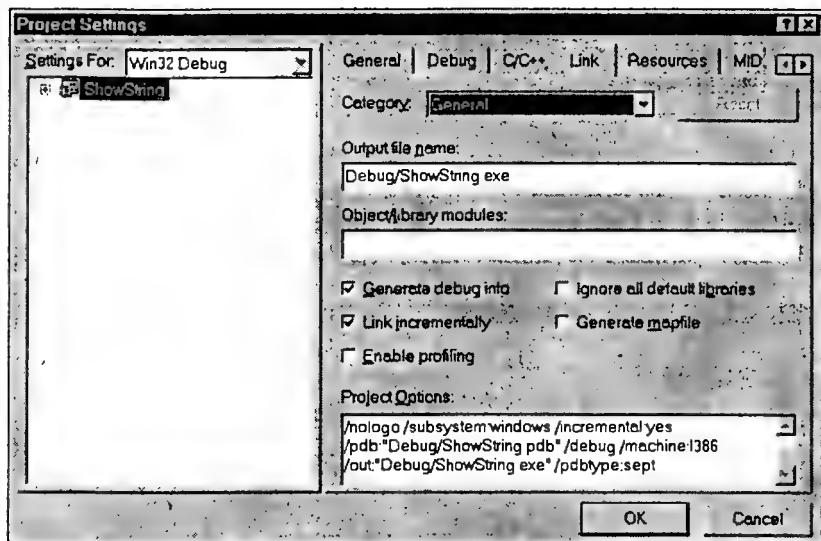 Project Settings
Settings For: Win32 Debug
ShowString
General Debug C/C++ Link Resources MID
Category: General
Reset
Output file name:
Debug/ShowString exe
Object/library modules:
Generate debug info
Ignore all default libraries
Link incrementally
Generate mapfile
Enable profiling
Project Options:
/nologo /subsystem:windows /incremental:yes
/pdb:"Debug/ShowString pdb" /debug /machine:I386
/out:"Debug/ShowString exe" /pdbtype:sept
OK
Cancel